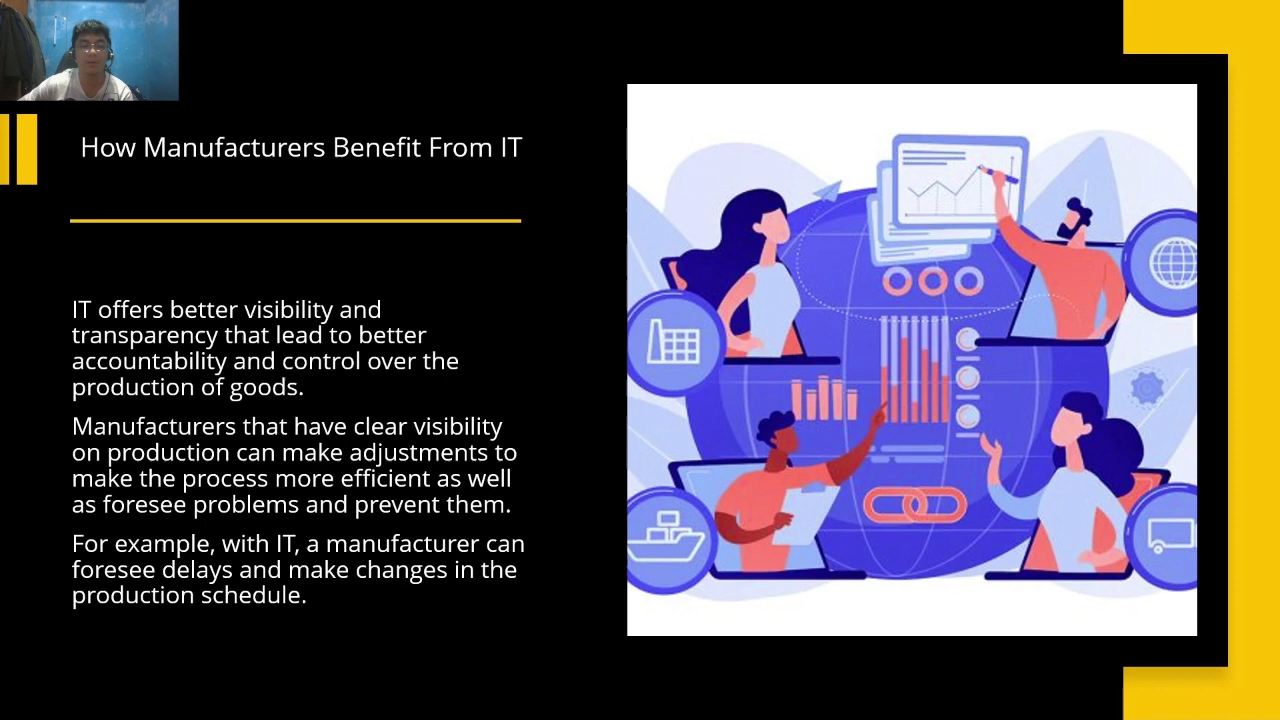 How Manufacturers Benefit From IT
IT offers better visibility and
transparency that lead to better
accountability and control over the
production of goods.
Manufacturers that have clear visibility
on production can make adjustments to
make the process more efficient as well
as foresee problems and prevent them.
For example, with IT, a manufacturer can
foresee delays and make changes in the
production schedule.